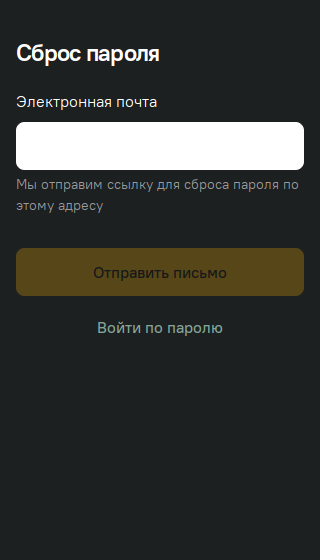 Сброс пароля
Электронная почта
Мы отправим ссылку для сброса пароля по
этому адресу
Отправить письмо
Войти по паролю